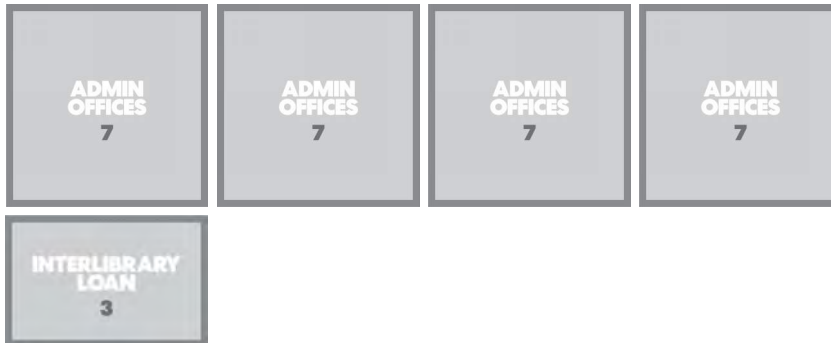 ADMIN
OFFICES
7
ADMIN
OFFICES
7
ADMIN
OFFICES
7
ADMIN
OFFICES
7
INTERLIBRARY
LOAN
3